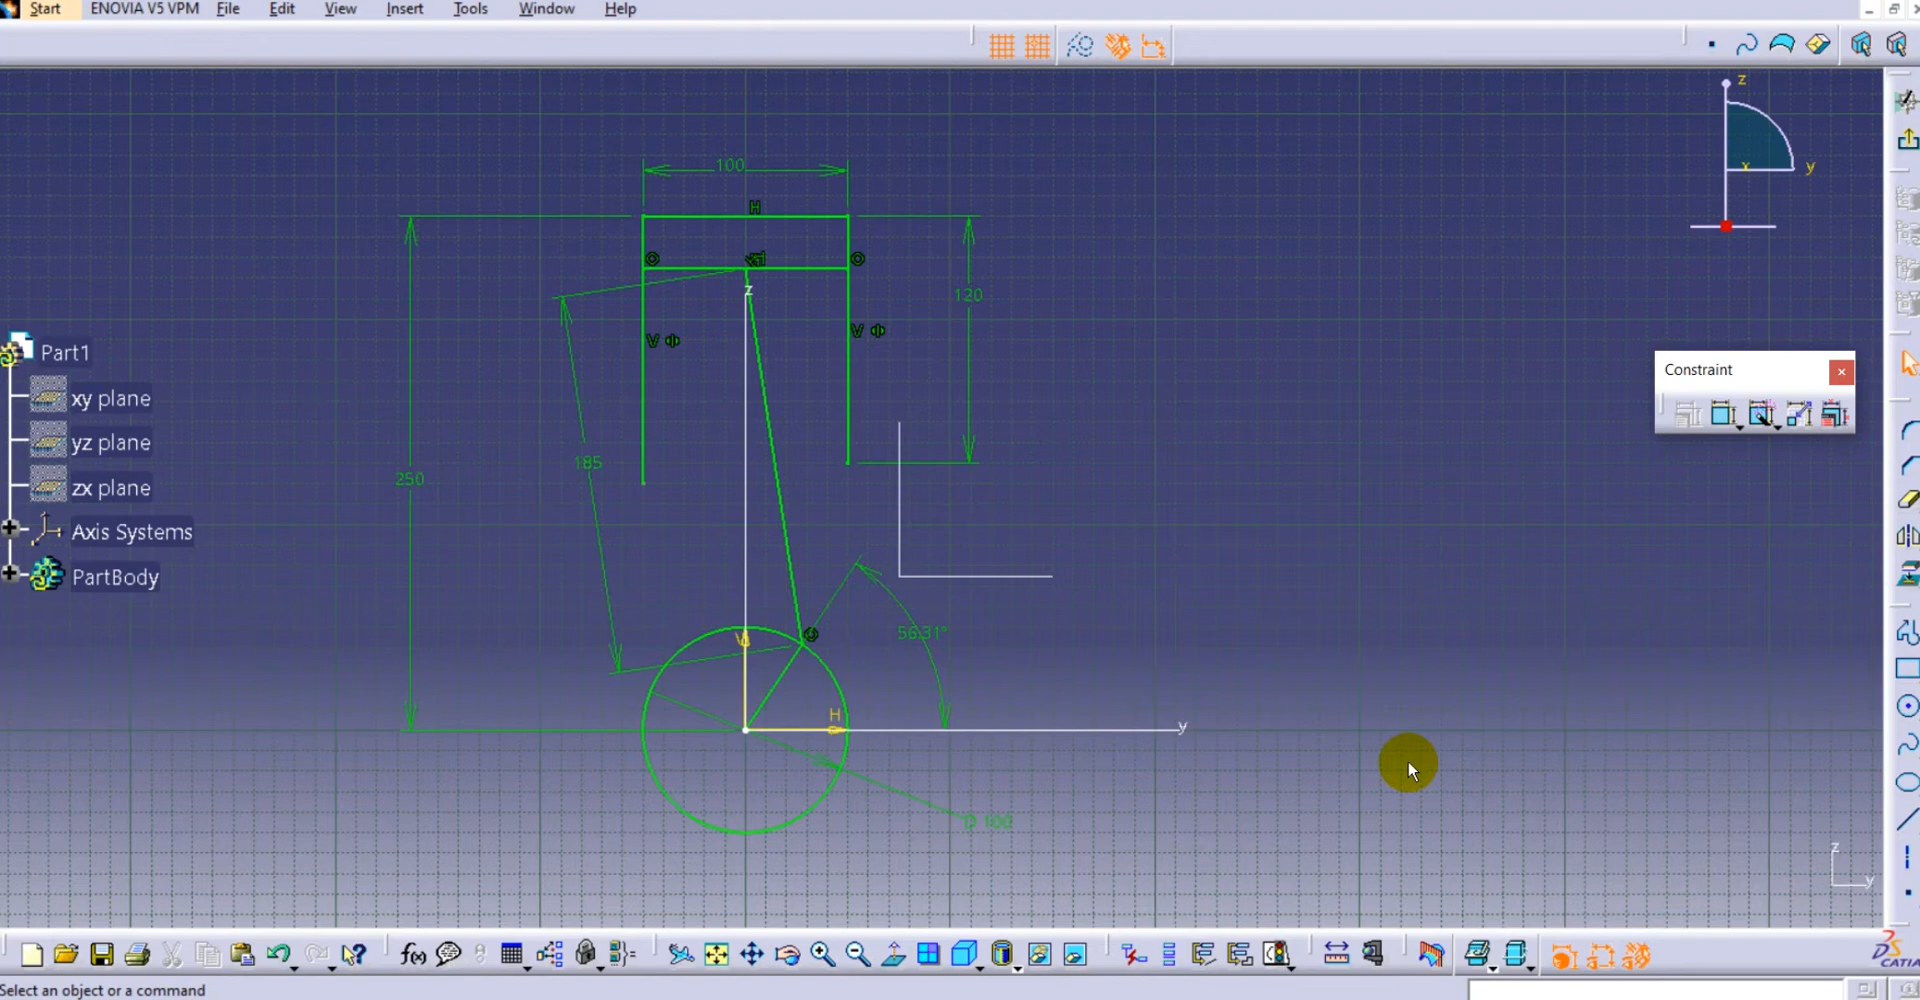 Start ENOVIA V5 VPM File Edit View Insert Tools Window Help
z
x y
100
H
120
z
V V
Part1
xy plane
yz plane
zx plane
Axis Systems
PartBody
Constraint
185
250
56.31°
V
H
y
D 100
z
y
f(x)
CATIA
Select an object or a command